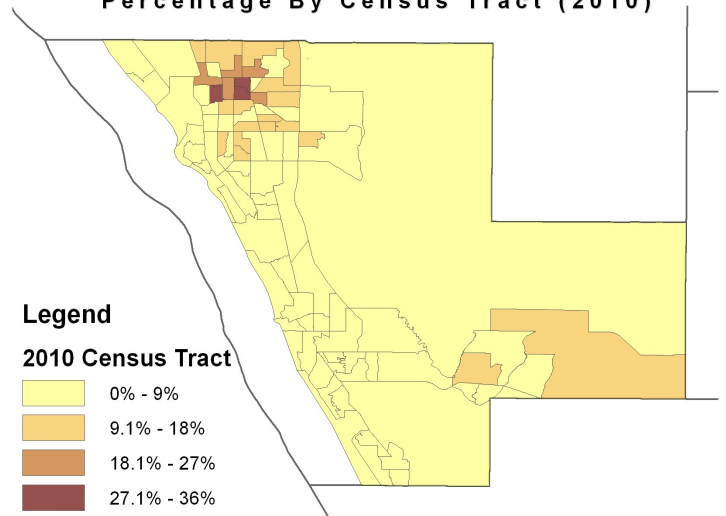 Percentage By Census Tract (2010)
Legend
2010 Census Tract
0% - 9%
9.1% - 18%
18.1% - 27%
27.1% - 36%